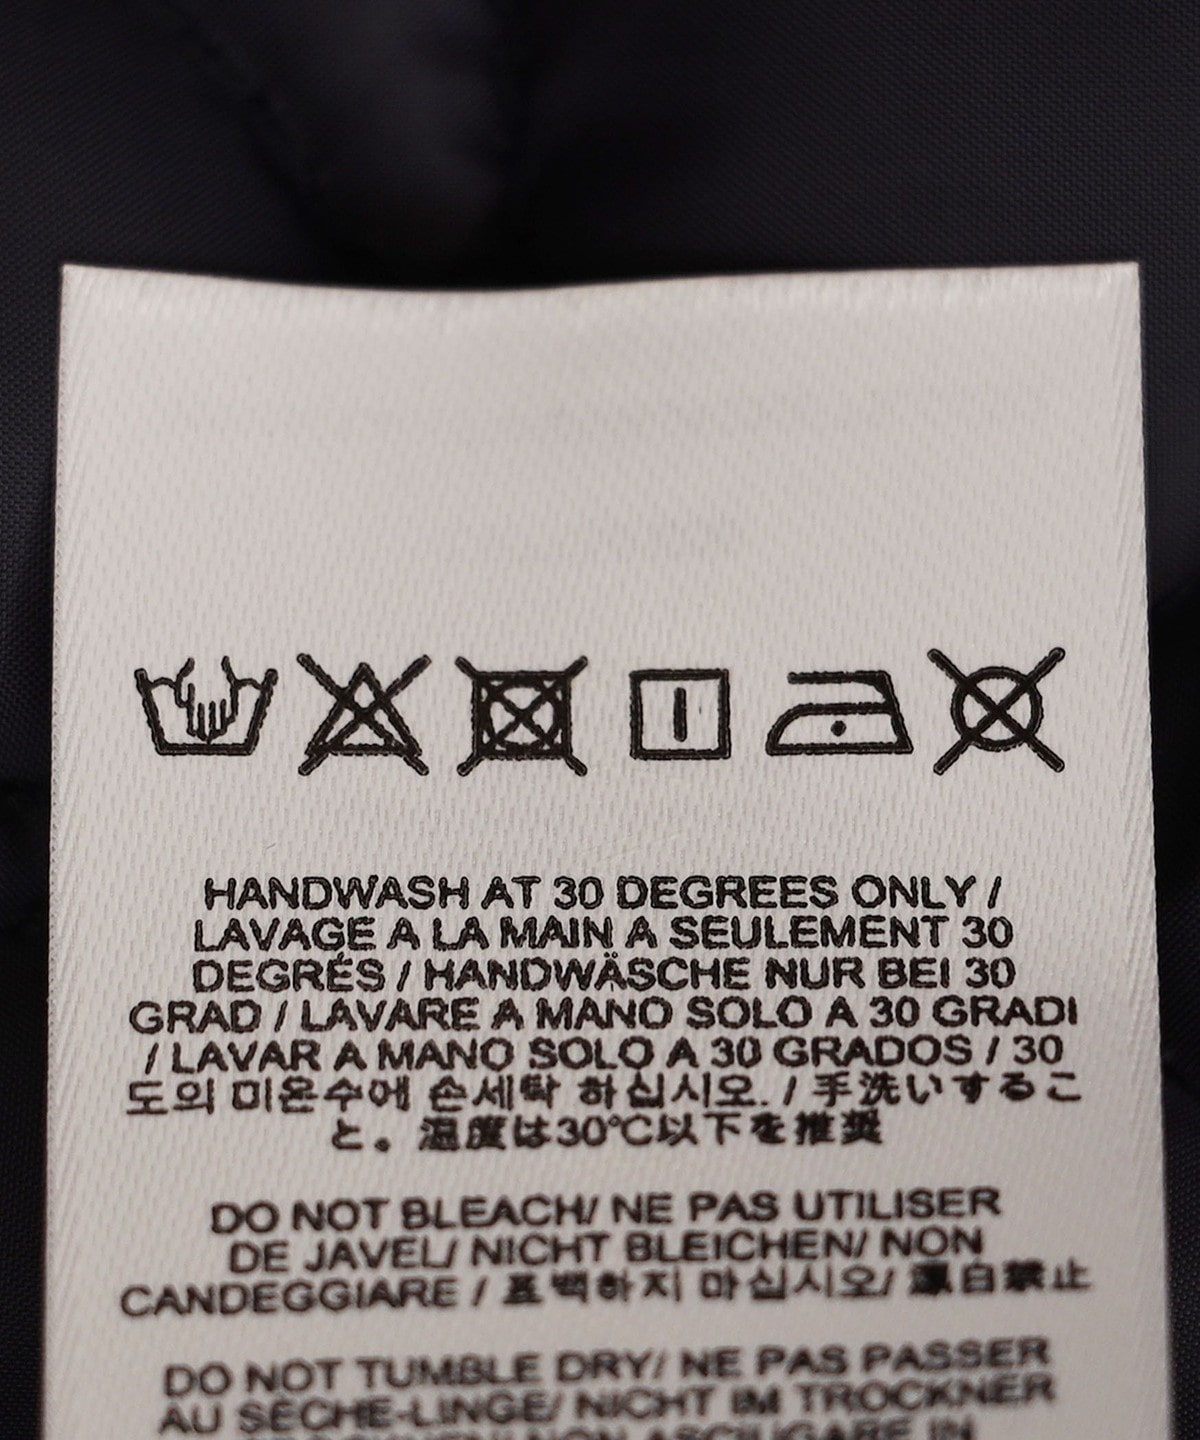 HANDWASH AT 30 DEGREES ONLY /
LAVAGE A LA MAIN A SEULEMENT 30
DEGRÉS / HANDWÄSCHE NUR BEI 30
GRAD / LAVARE A MANO SOLO A 30 GRADI
/ LAVAR A MANO SOLO A 30 GRADOS / 30
도의 미온수에 손세탁 하십시오. / 手洗いするこ
と。温度は30℃以下を推奨
DO NOT BLEACH/ NE PAS UTILISER
DE JAVEL/ NICHT BLEICHEN/ NON
CANDEGGIARE / 표백하지 마십시오/ 漂白禁止
DO NOT TUMBLE DRY/ NE PAS PASSER
AU SÈCHE-LINGE/ NICHT IM TROCKNER
NON ASCIUGARE IN